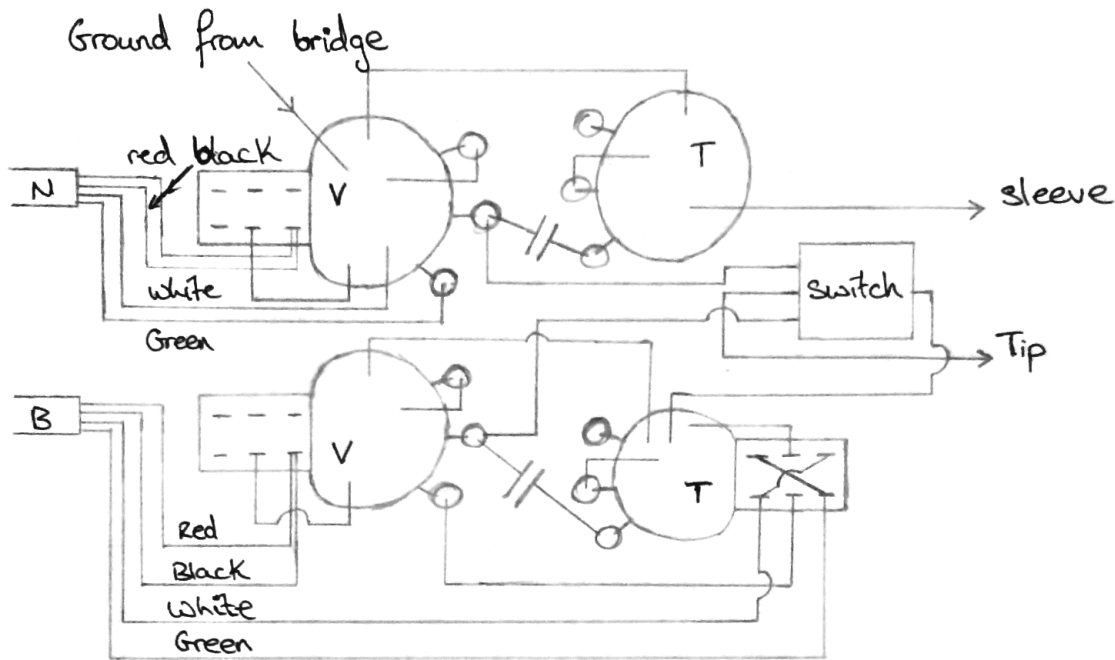 Ground from bridge
red black
N
V
T
sleeve
switch
White
Green
Tip
B
V
T
Red
Black
White
Green